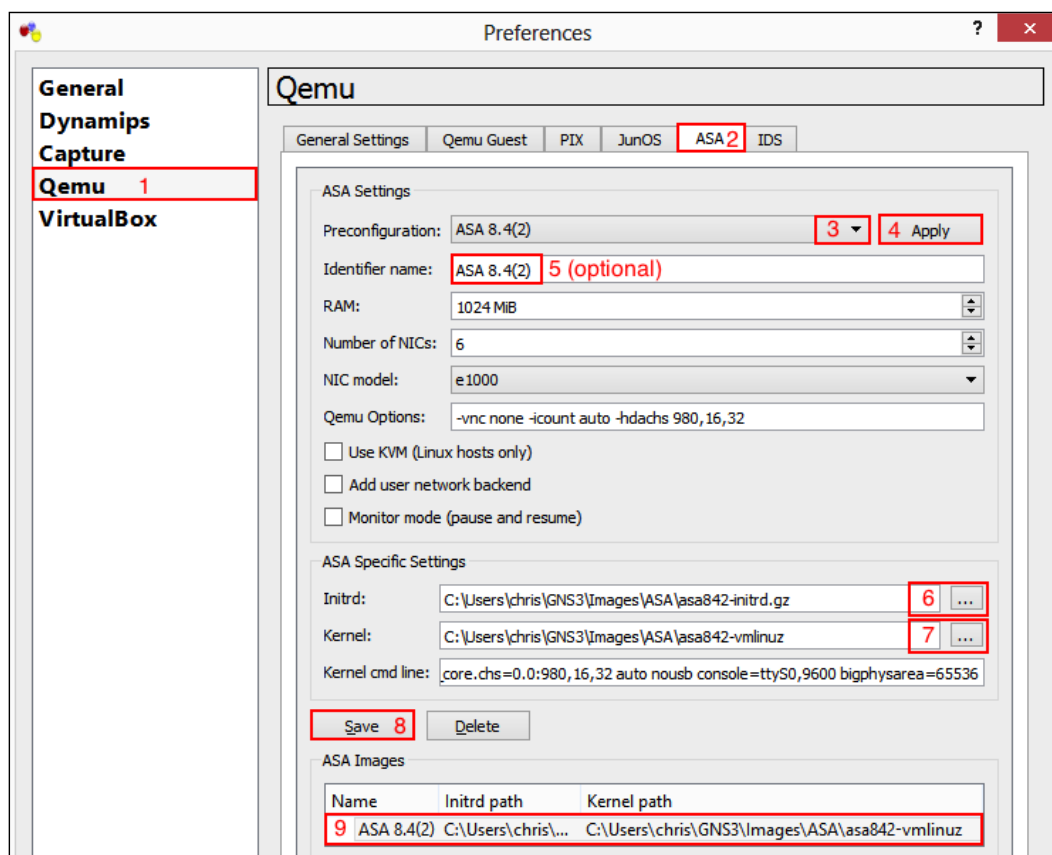 Preferences
?
×
General
Dynamips
Capture
Qemu 1
VirtualBox
Qemu
General Settings
Qemu Guest
PIX
JunOS
ASA 2
IDS
ASA Settings
Preconfiguration: ASA 8.4(2) 3 4 Apply
Identifier name: ASA 8.4(2) 5 (optional)
RAM: 1024 MiB
Number of NICs: 6
NIC model: e1000
Qemu Options: -vnc none -icount auto -hdachs 980,16,32
Use KVM (Linux hosts only)
Add user network backend
Monitor mode (pause and resume)
ASA Specific Settings
Initrd: C:\Users\chris\GNS3\Images\ASA\asa842-initrd.gz 6 ...
Kernel: C:\Users\chris\GNS3\Images\ASA\asa842-vmlinuz 7 ...
Kernel cmd line: _core.chs=0.0:980,16,32 auto nousb console=ttyS0,9600 bigphysarea=65536
Save 8 Delete
ASA Images
Name Initrd path Kernel path
9 ASA 8.4(2) C:\Users\chris\... C:\Users\chris\GNS3\Images\ASA\asa842-vmlinuz